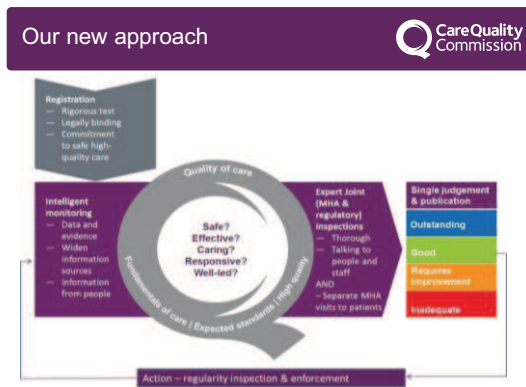 Our new approach
CareQuality
Commission
Registration
— Rigorous test
— Legally binding
— Commitment
to safe high-
quality care
Intelligent
monitoring
— Data and
evidence
— Widen
information
sources
— Information
from people
Quality of care
Safe?
Effective?
Caring?
Responsive?
Well-led?
Fundamentals of care | Expected standards | High quality
Expert Joint
(MHA &
regulatory)
inspections
— Thorough
— Talking to
people and
staff
AND
– Separate MHA
visits to patients
Single judgement
& publication
Outstanding
Good
Requires
improvement
Inadequate
Action – regularity inspection & enforcement